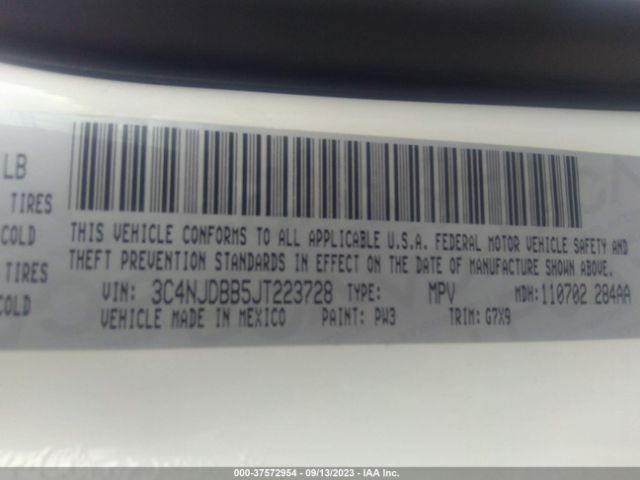 LB
TIRES
COLD
TIRES
COLD
THIS VEHICLE CONFORMS TO ALL APPLICABLE U.S.A. FEDERAL MOTOR VEHICLE SAFETY AND
THEFT PREVENTION STANDARDS IN EFFECT ON THE DATE OF MANUFACTURE SHOWN ABOVE.
VIN: 3C4NJDBB5JT223728 TYPE: MPV MDH:110702 284AA
VEHICLE MADE IN MEXICO PAINT: PW3 TRIM: G7X9
000-37572954 - 09/13/2023 - IAA Inc.